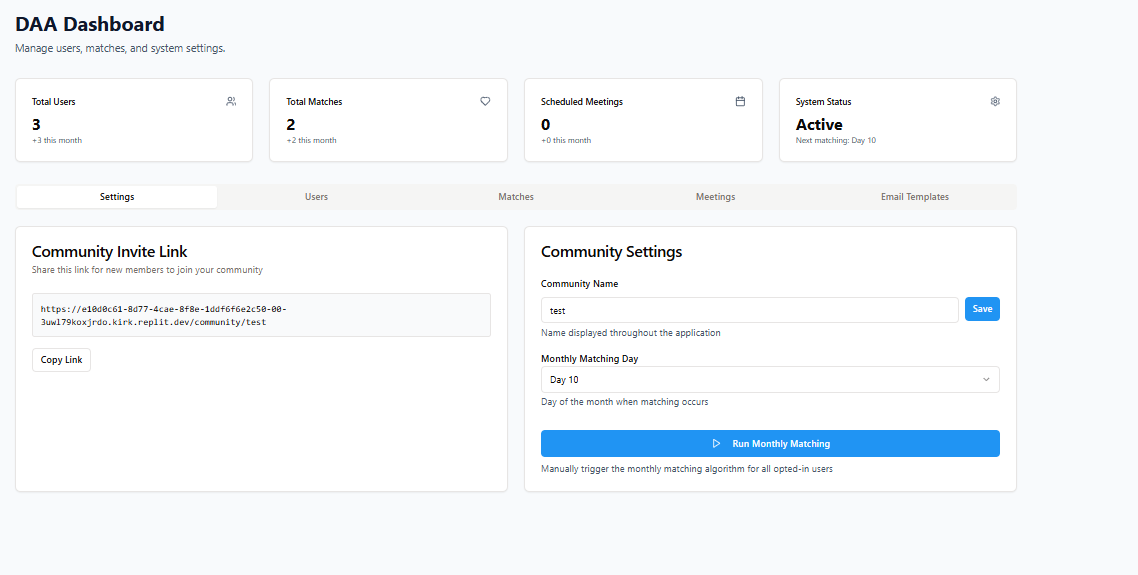 DAA Dashboard
Manage users, matches, and system settings.
Total Users
3
+3 this month
Total Matches
2
+2 this month
Scheduled Meetings
0
+0 this month
System Status
Active
Next matching: Day 10
Settings
Users
Matches
Meetings
Email Templates
Community Invite Link
Share this link for new members to join your community
https://e10d0c61-8d77-4cae-8f8e-1ddf6f6e2c50-00-
3uwl79koxjrdo.kirk.replit.dev/community/test
Copy Link
Community Settings
Community Name
test
Save
Name displayed throughout the application
Monthly Matching Day
Day 10
Day of the month when matching occurs
Run Monthly Matching
Manually trigger the monthly matching algorithm for all opted-in users